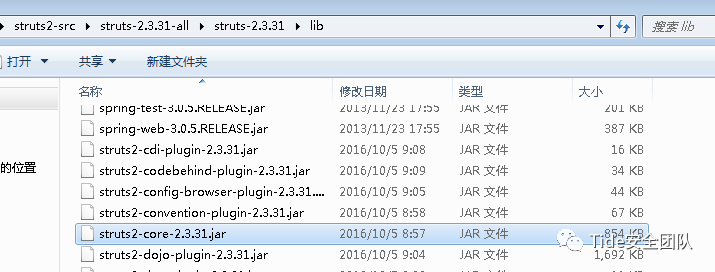 struts2-src ▸ struts-2.3.31-all ▸ struts-2.3.31 ▸ lib 搜索 lib
打开 共享 新建文件夹
名称 修改日期 类型 大小
spring-test-3.0.5.RELEASE.jar 2013/11/23 17:55 JAR 文件 201 KB
spring-web-3.0.5.RELEASE.jar 2013/11/23 17:55 JAR 文件 387 KB
struts2-cdi-plugin-2.3.31.jar 2016/10/5 9:08 JAR 文件 16 KB
的位置 struts2-codebehind-plugin-2.3.31.jar 2016/10/5 9:09 JAR 文件 34 KB
struts2-config-browser-plugin-2.3.31.... 2016/10/5 9:05 JAR 文件 44 KB
struts2-convention-plugin-2.3.31.jar 2016/10/5 8:58 JAR 文件 67 KB
struts2-core-2.3.31.jar 2016/10/5 8:57 JAR 文件 854 KB
Tide安全团队
struts2-dojo-plugin-2.3.31.jar 2016/10/5 9:04 JAR 文件 1,692 KB